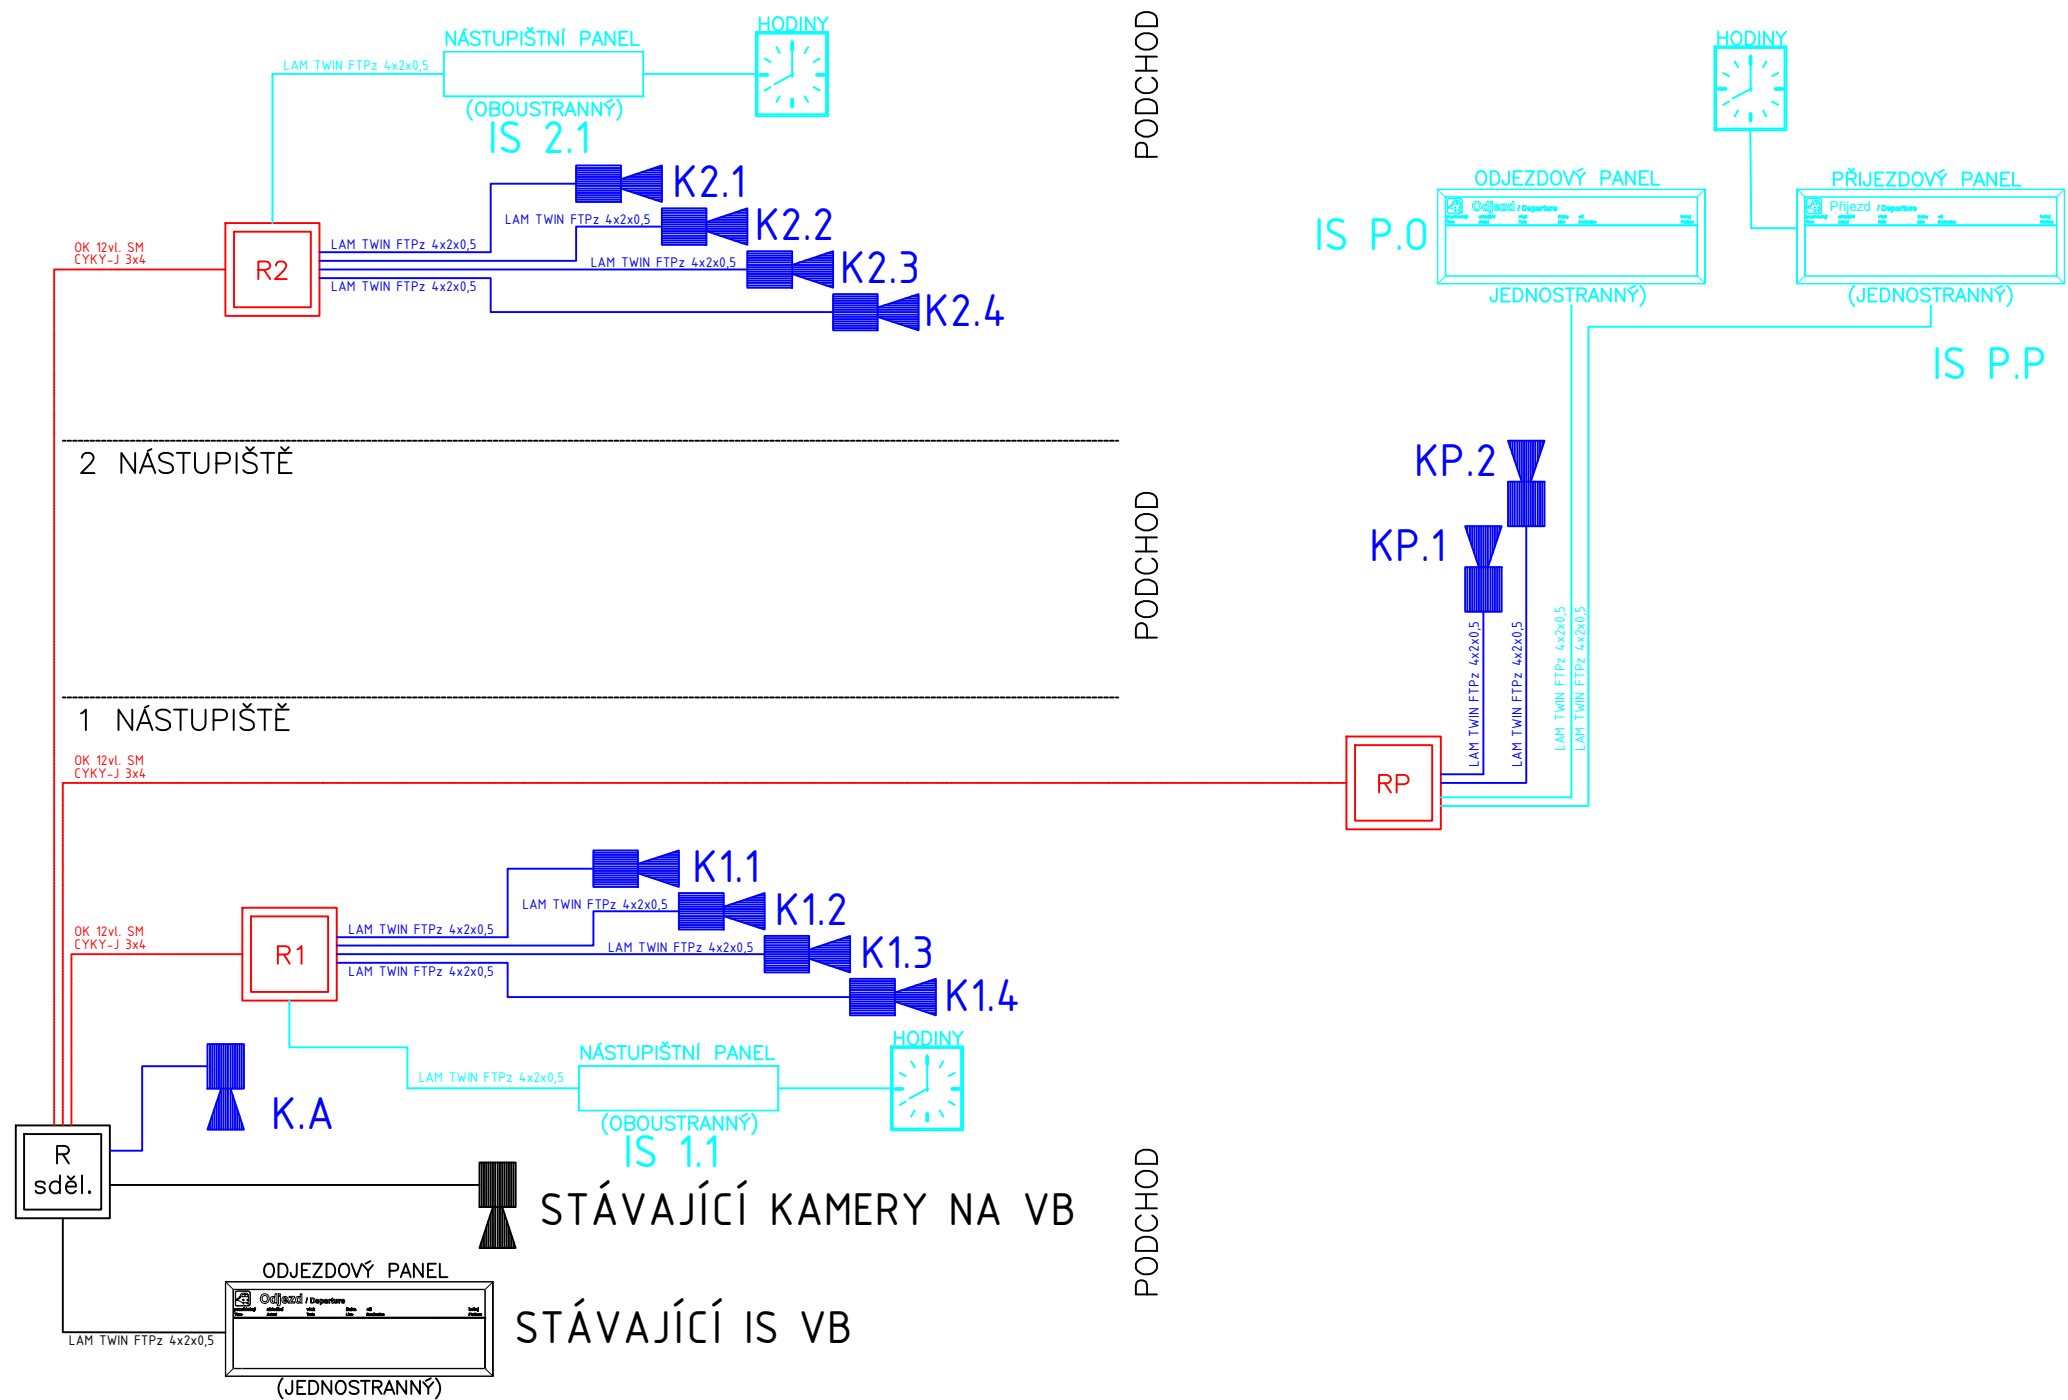 HODINY
NÁSTUPIŠTNÍ PANEL
LAM TWIN FTPz 4x2x0,5
(OBOUSTRANNÝ)
IS 2.1
PODCHOD
HODINY
ODJEZDOVÝ PANEL
Odjezd / Departure
JEDNOSTRANNÝ)
IS P.O
PŘIJEZDOVÝ PANEL
Příjezd / Departure
(JEDNOSTRANNÝ)
IS P.P
K2.1
LAM TWIN FTPz 4x2x0,5
K2.2
LAM TWIN FTPz 4x2x0,5
LAM TWIN FTPz 4x2x0,5
K2.3
LAM TWIN FTPz 4x2x0,5
K2.4
OK 12vl. SM
CYKY-J 3x4
R2
2 NÁSTUPIŠTĚ
PODCHOD
KP.2
KP.1
LAM TWIN FTPz 4x2x0,5
LAM TWIN FTPz 4x2x0,5
LAM TWIN FTPz 4x2x0,5
LAM TWIN FTPz 4x2x0,5
1 NÁSTUPIŠTĚ
OK 12vl. SM
CYKY-J 3x4
RP
K1.1
LAM TWIN FTPz 4x2x0,5
K1.2
LAM TWIN FTPz 4x2x0,5
LAM TWIN FTPz 4x2x0,5
K1.3
LAM TWIN FTPz 4x2x0,5
K1.4
OK 12vl. SM
CYKY-J 3x4
R1
HODINY
NÁSTUPIŠTNÍ PANEL
LAM TWIN FTPz 4x2x0,5
(OBOUSTRANNÝ)
IS 1.1
K.A
R
sděl.
STÁVAJÍCÍ KAMERY NA VB
PODCHOD
ODJEZDOVÝ PANEL
Odjezd / Departure
STÁVAJÍCÍ IS VB
LAM TWIN FTPz 4x2x0,5
(JEDNOSTRANNÝ)